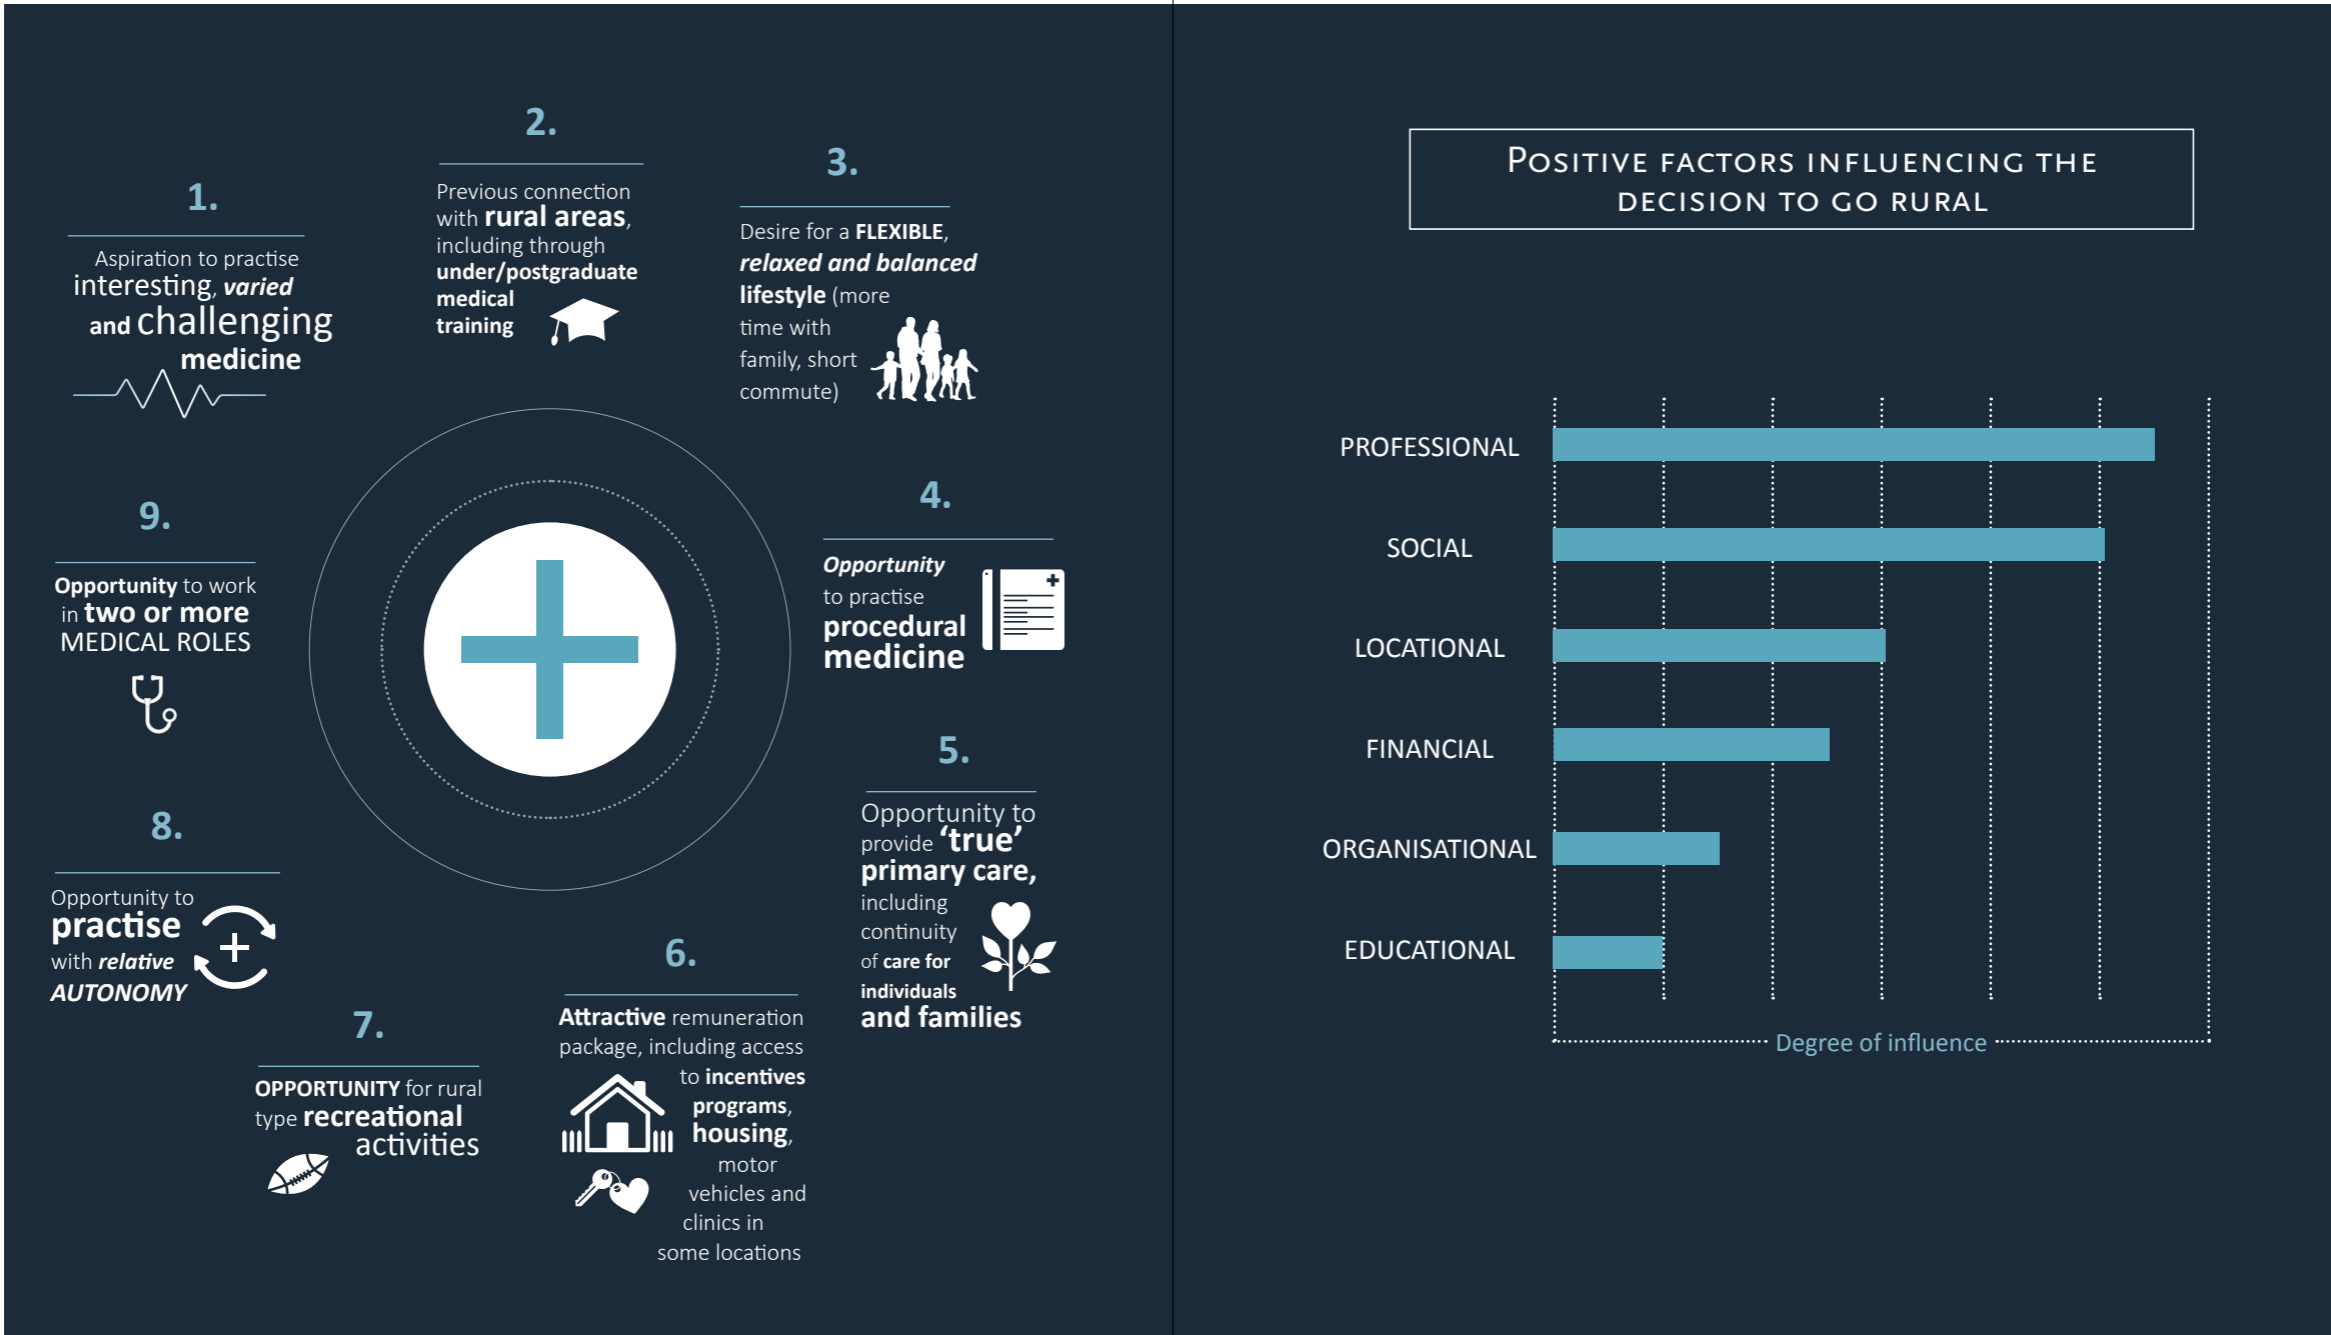 1.
Aspiration to practise
interesting, varied
and challenging
medicine
2.
Previous connection
with rural areas,
including through
under/postgraduate
medical
training
3.
Desire for a FLEXIBLE,
relaxed and balanced
lifestyle (more
time with
family, short
commute)
4.
Opportunity
to practise
procedural
medicine
5.
Opportunity to
provide ‘true’
primary care,
including
continuity
of care for
individuals
and families
6.
Attractive remuneration
package, including access
to incentives
programs,
housing,
motor
vehicles and
clinics in
some locations
7.
OPPORTUNITY for rural
type recreational
activities
8.
Opportunity to
practise
with relative
AUTONOMY
9.
Opportunity to work
in two or more
MEDICAL ROLES
POSITIVE FACTORS INFLUENCING THE
DECISION TO GO RURAL
PROFESSIONAL
SOCIAL
LOCATIONAL
FINANCIAL
ORGANISATIONAL
EDUCATIONAL
Degree of influence